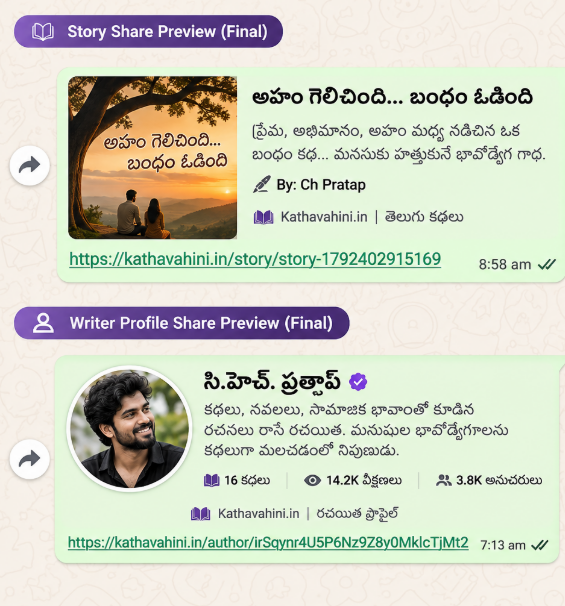 Story Share Preview (Final)
అహం గెలిచింది...
బంధం ఓడింది
అహం గెలిచింది... బంధం ఓడింది
ప్రేమ, అభిమానం, అహం మధ్య నడిచిన ఒక
బంధం కథ... మనసుకు హత్తుకునే భావోద్వేగ గాథ.
By: Ch Pratap
Kathavahini.in | తెలుగు కథలు
https://kathavahini.in/story/story-1792402915169
8:58 am
Writer Profile Share Preview (Final)
సి.హెచ్. ప్రతాప్
కథలు, నవలలు, సామాజిక భావాంతో కూడిన
రచనలు రాసే రచయిత. మనుషుల భావోద్వేగాలను
కథలుగా మలచడంలో నిపుణుడు.
16 కథలు
14.2K వీక్షణలు
3.8K అనుచరులు
Kathavahini.in | రచయిత ప్రొఫైల్
https://kathavahini.in/author/irSqynr4U5P6Nz9Z8y0MklcTjMt2
7:13 am